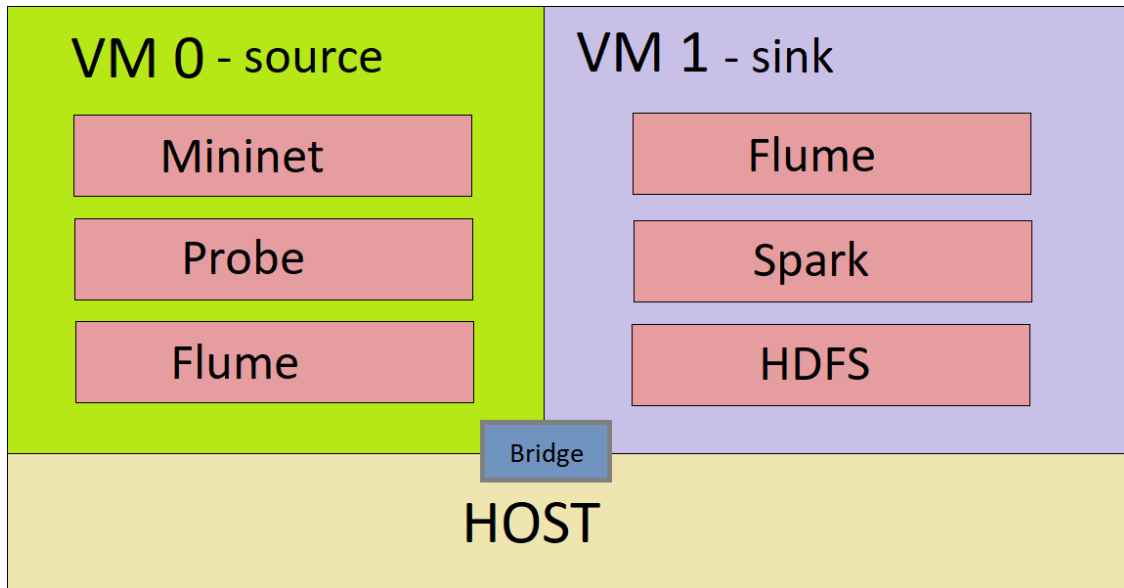 VM 0 - source
Mininet
Probe
Flume
VM 1 - sink
Flume
Spark
HDFS
Bridge
HOST